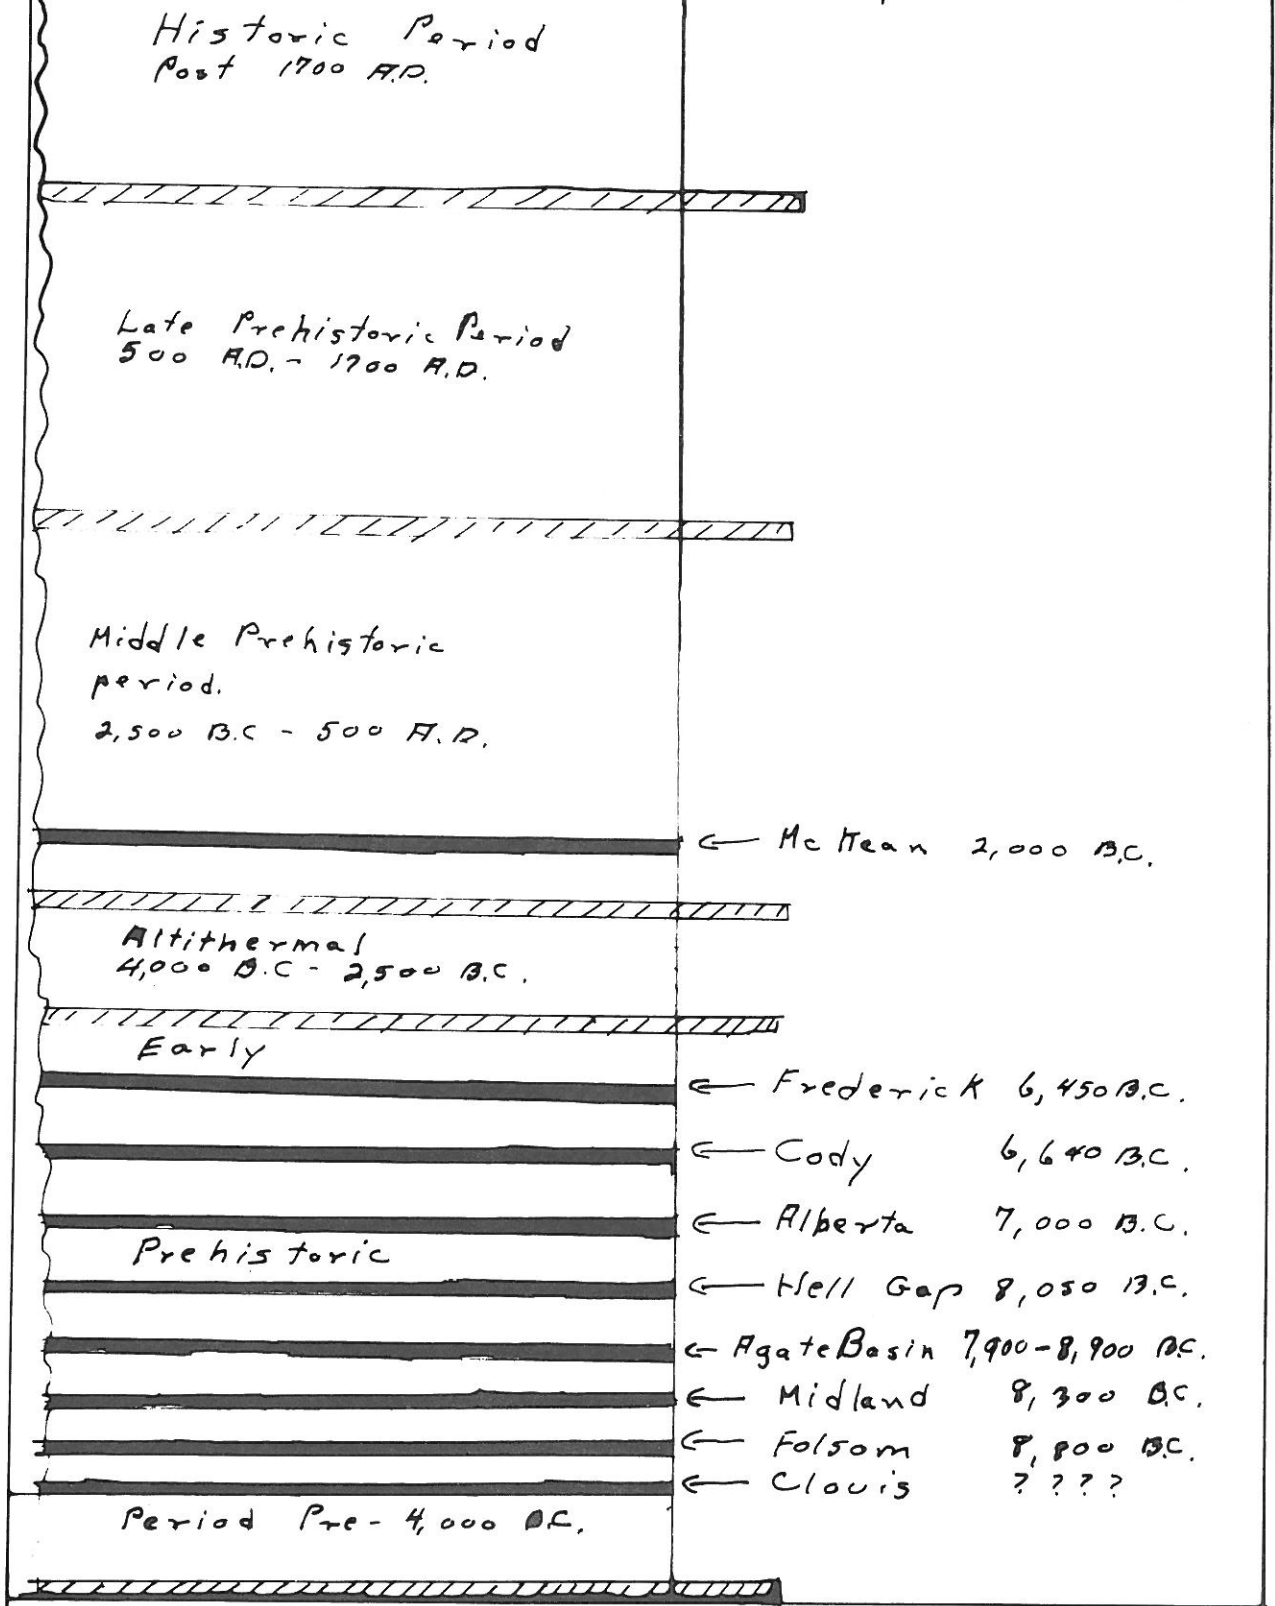 Historic Period
Post 1700 A.D.
Late Prehistoric Period
500 A.D. - 1700 A.D.
Middle Prehistoric
period.
2,500 B.C - 500 A.D.
← McKean 2,000 B.C.
Altithermal
4,000 B.C - 2,500 B.C.
Early
← Frederick 6,450 B.C.
← Cody 6,640 B.C.
← Alberta 7,000 B.C.
Prehistoric
← Hell Gap 8,050 B.C.
← Agate Basin 7,900-8,900 B.C.
← Midland 8,300 B.C.
← Folsom 8,800 B.C.
← Clovis ? ? ? ?
Period Pre- 4,000 B.C.